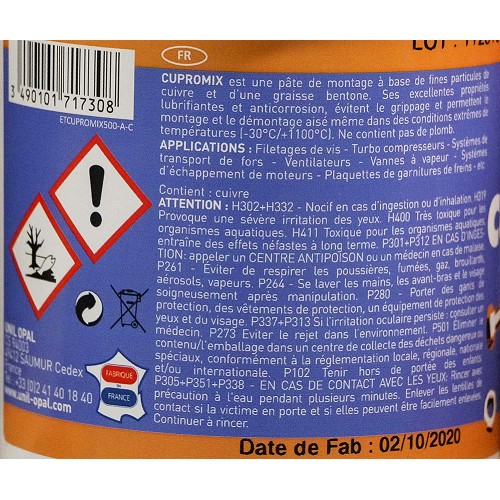 LOT :
FR
CUPROMIX est une pâte de montage à base de fines particules de
cuivre et d'une graisse bentone. Ses excellentes propriétés
lubrifiantes et anticorrosion, évitent le grippage et permettent le
montage et le démontage aisé même dans des conditions extrêmes de
températures (-30°C/+1100°C). Ne contient pas de plomb.
APPLICATIONS : Filetages de vis - Turbo compresseurs - Systèmes de
transport de fors - Ventilateurs - Vannes à vapeur - Systèmes
d'échappement de moteurs - Plaquettes de garnitures de freins - etc
Contient : cuivre
ATTENTION : H302+H332 - Nocif en cas d'ingestion ou d'inhalation. H319
Provoque une sévère irritation des yeux. H400 Très toxique pour les
organismes aquatiques. H411 Toxique pour les organismes aquatiques,
entraîne des effets néfastes à long terme. P301+P312 EN CAS D'INGES-
TION: appeler un CENTRE ANTIPOISON ou un médecin en cas de malaise.
P261 - Éviter de respirer les poussières, fumées, gaz, brouillards,
aérosols, vapeurs. P264 - Se laver les mains, les avant-bras et le visage
soigneusement après manipulation. P280 - Porter des gants de
protection, des vêtements de protection, un équipement de protection des
yeux et du visage. P337+P313 Si l'irritation oculaire persiste : consulter un
médecin. P273 Éviter le rejet dans l'environnement. P501 Éliminer le
contenu/l'emballage dans un centre de collecte des déchets dangereux ou
spéciaux, conformément à la réglementation locale, régionale, nationale
et/ou internationale. P102 Tenir hors de portée des enfants.
P305+P351+P338 - EN CAS DE CONTACT AVEC LES YEUX: Rincer avec
précaution à l'eau pendant plusieurs minutes. Enlever les lentilles de
contact si la victime en porte et si elles peuvent être facilement enlevées.
Continuer à rincer.
3 490101 717308
ETCUPROMIX500-A-C
UNIL OPAL
SAUMUR Cedex
+33 (0)2 41 40 18 40
www.unil-opal.com
FABRIQUÉ
EN
FRANCE
Date de Fab : 02/10/2020